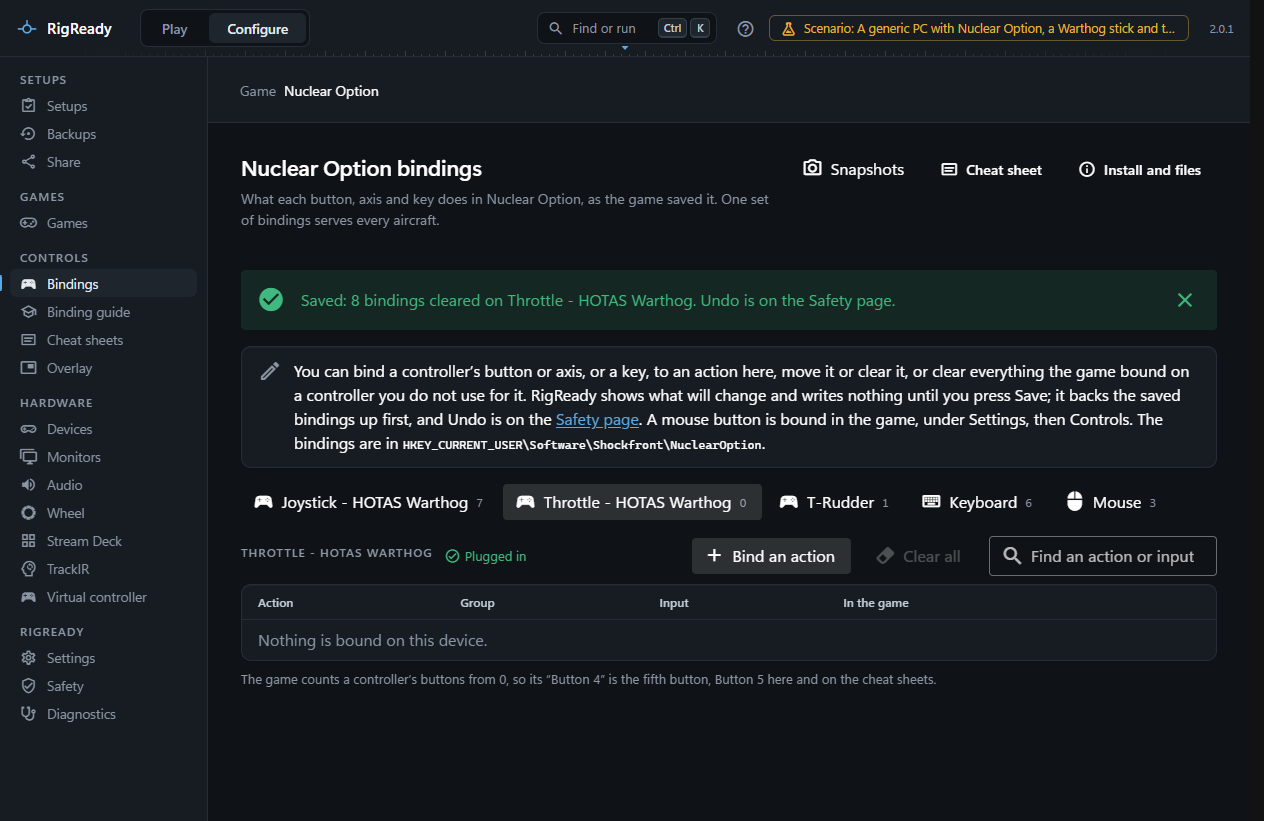 RigReady
Play
Configure
Find or run
Ctrl
K
Scenario: A generic PC with Nuclear Option, a Warthog stick and t...
2.0.1
SETUPS
Setups
Backups
Share
GAMES
Games
CONTROLS
Bindings
Binding guide
Cheat sheets
Overlay
HARDWARE
Devices
Monitors
Audio
Wheel
Stream Deck
TrackIR
Virtual controller
RIGREADY
Settings
Safety
Diagnostics
Game Nuclear Option
Nuclear Option bindings
Snapshots
Cheat sheet
Install and files
What each button, axis and key does in Nuclear Option, as the game saved it. One set
of bindings serves every aircraft.
Saved: 8 bindings cleared on Throttle - HOTAS Warthog. Undo is on the Safety page.
You can bind a controller's button or axis, or a key, to an action here, move it or clear it, or clear everything the game bound on
a controller you do not use for it. RigReady shows what will change and writes nothing until you press Save; it backs the saved
bindings up first, and Undo is on the Safety page. A mouse button is bound in the game, under Settings, then Controls. The
bindings are in HKEY_CURRENT_USER\Software\Shockfront\NuclearOption.
Joystick - HOTAS Warthog 7
Throttle - HOTAS Warthog 0
T-Rudder 1
Keyboard 6
Mouse 3
THROTTLE - HOTAS WARTHOG
Plugged in
Bind an action
Clear all
Find an action or input
Action
Group
Input
In the game
Nothing is bound on this device.
The game counts a controller's buttons from 0, so its "Button 4" is the fifth button, Button 5 here and on the cheat sheets.